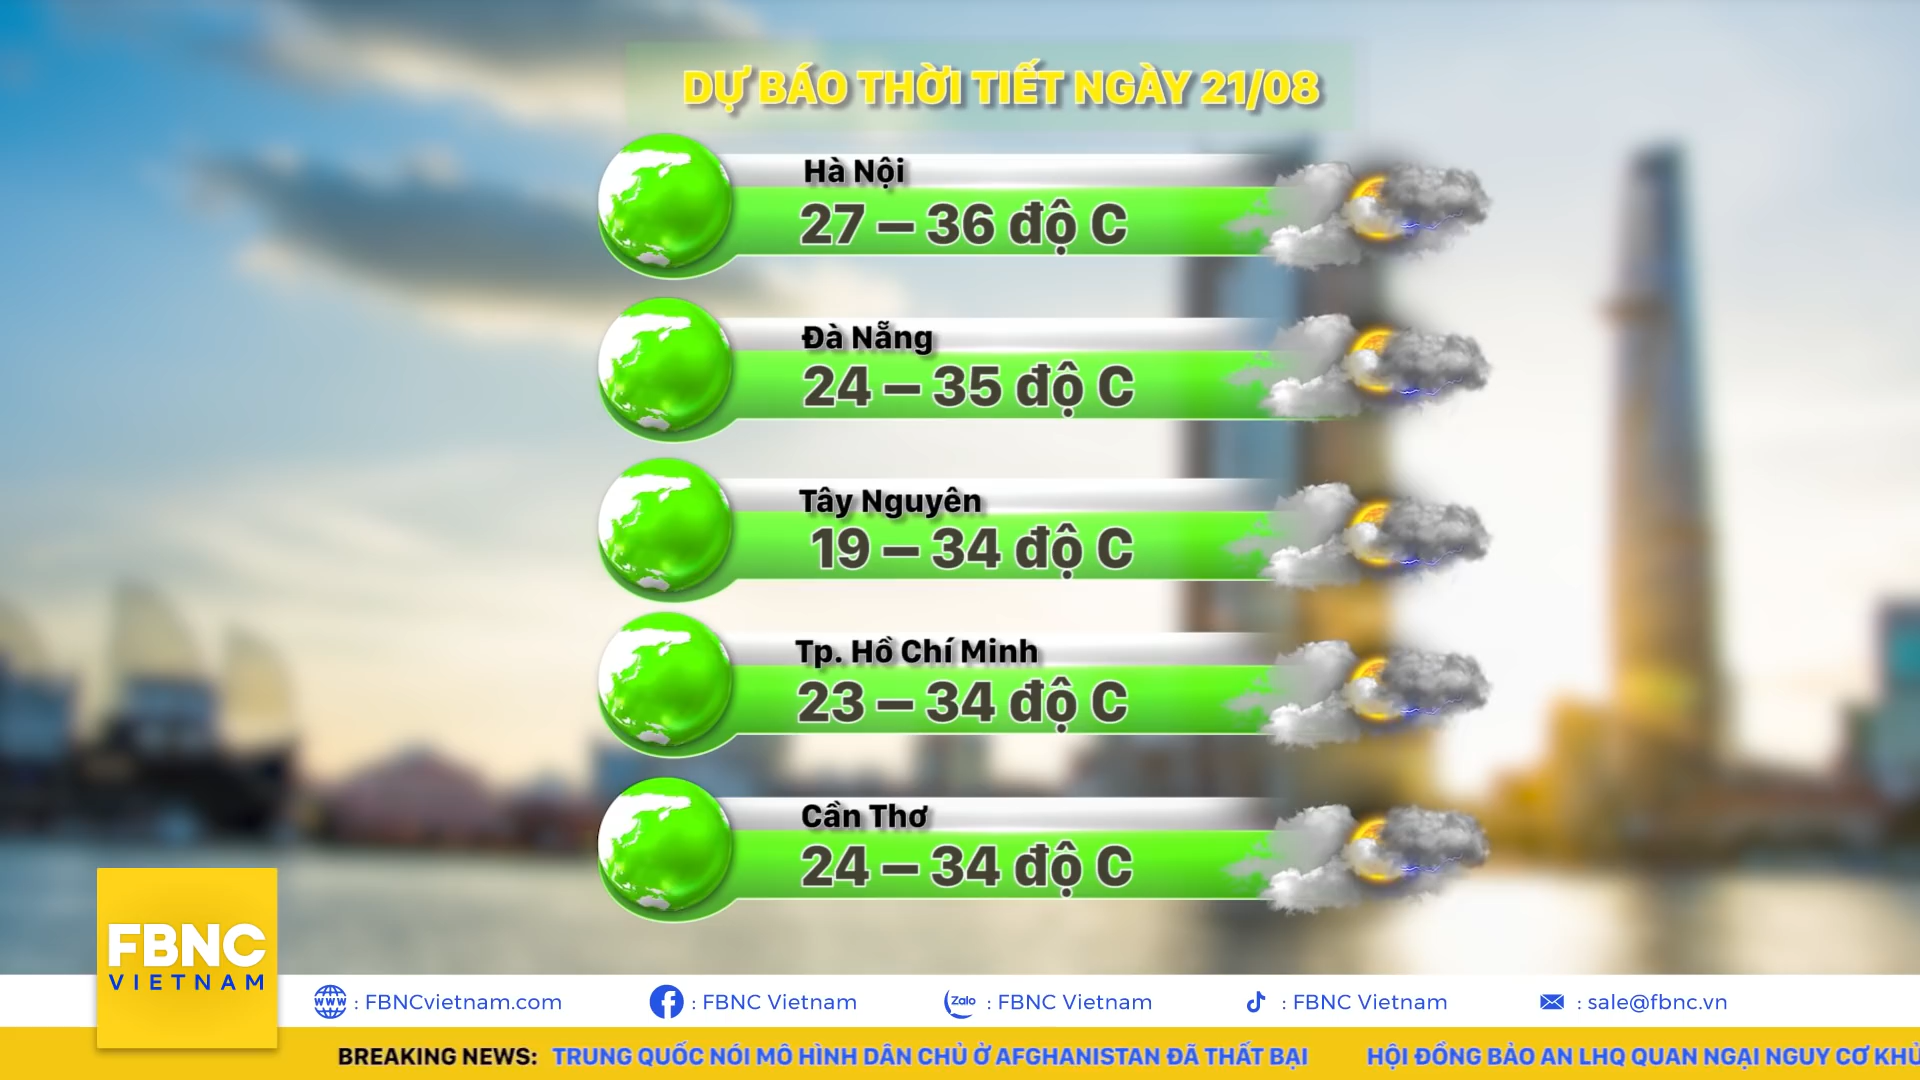 DỰ BÁO THỜI TIẾT NGÀY 21/08
Hà Nội
27 – 36 độ C
Đà Nẵng
24 – 35 độ C
Tây Nguyên
19 – 34 độ C
Tp. Hồ Chí Minh
23 – 34 độ C
Cần Thơ
24 – 34 độ C
FBNC
VIETNAM
www : FBNCvietnam.com
: FBNC Vietnam
Zalo : FBNC Vietnam
: FBNC Vietnam
: sale@fbnc.vn
BREAKING NEWS: TRUNG QUỐC NÓI MÔ HÌNH DÂN CHỦ Ở AFGHANISTAN ĐÃ THẤT BẠI HỘI ĐỒNG BẢO AN LHQ QUAN NGẠI NGUY CƠ